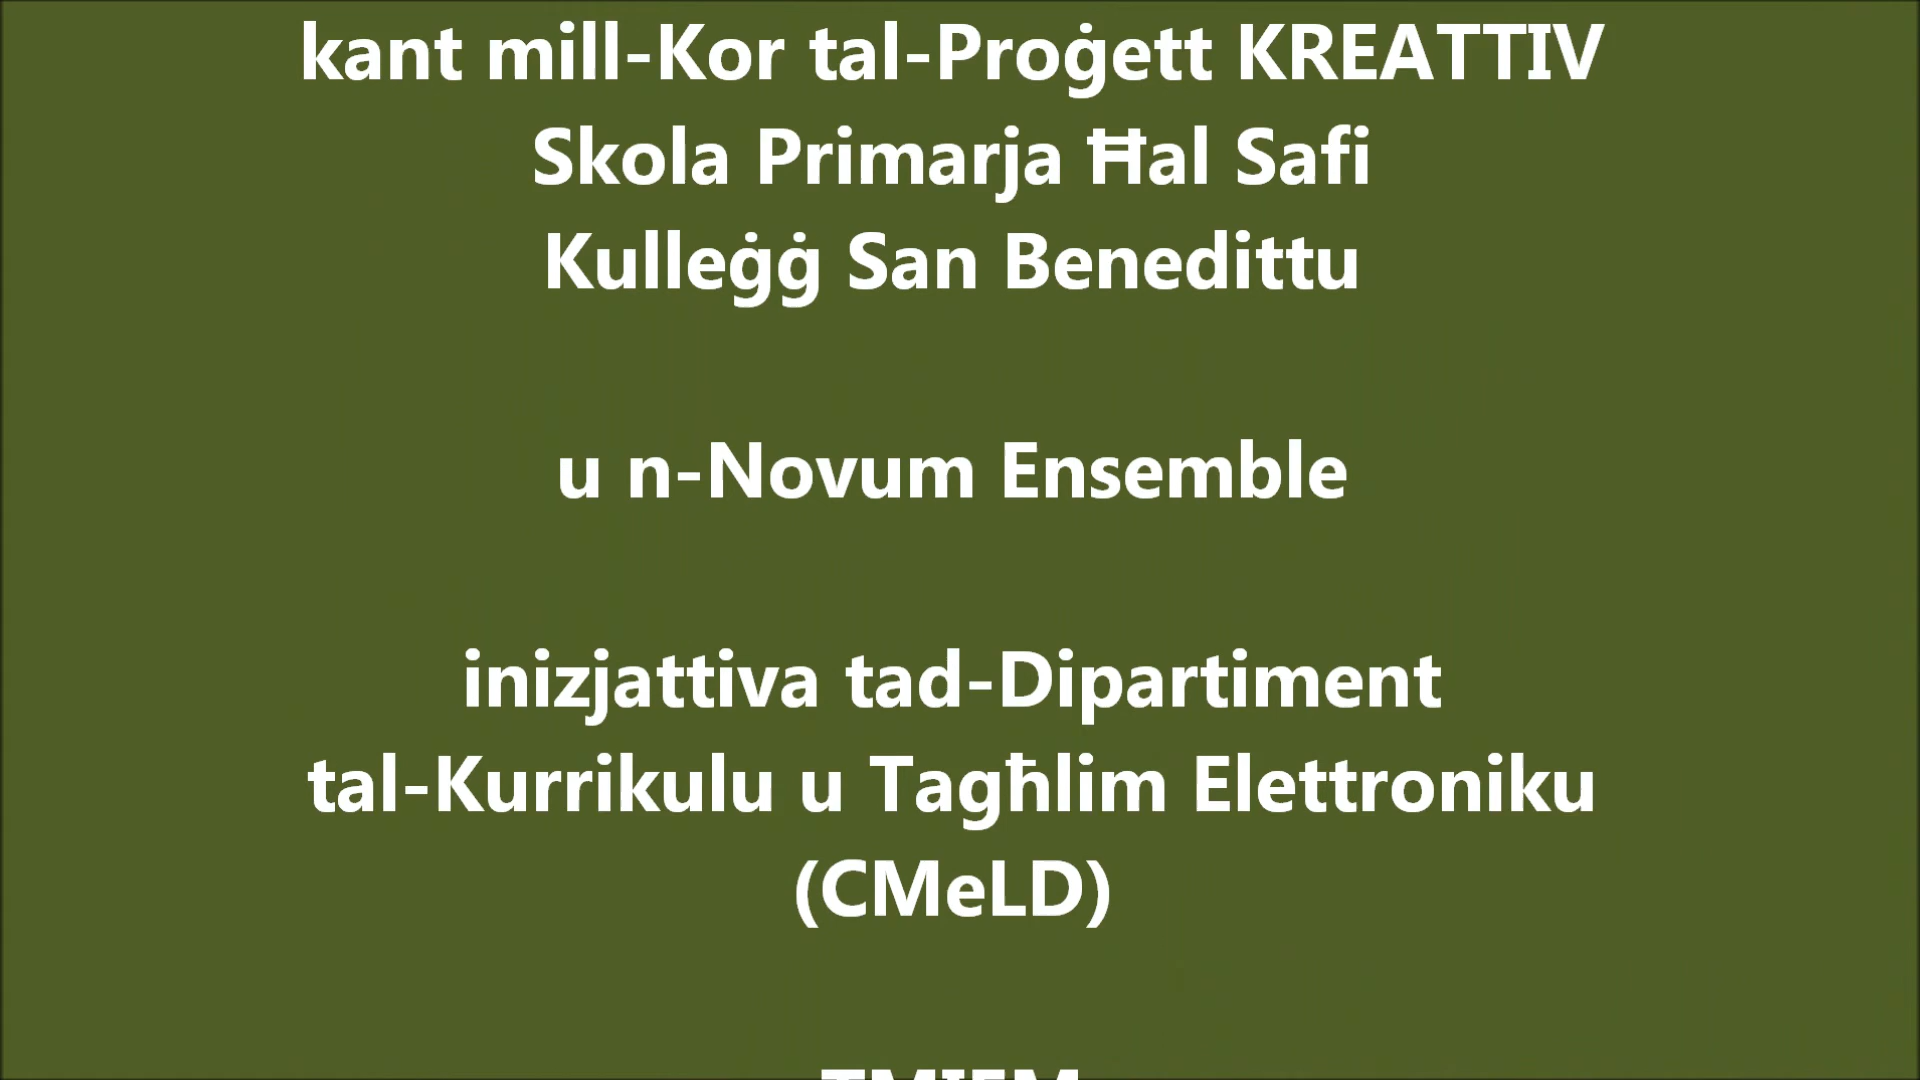 kant mill-Kor tal-Proġett KREATTIV
Skola Primarja Ħal Safi
Kulleġġ San Benedittu
u n-Novum Ensemble
inizjattiva tad-Dipartiment
tal-Kurrikulu u Tagħlim Elettroniku
(CMeLD)